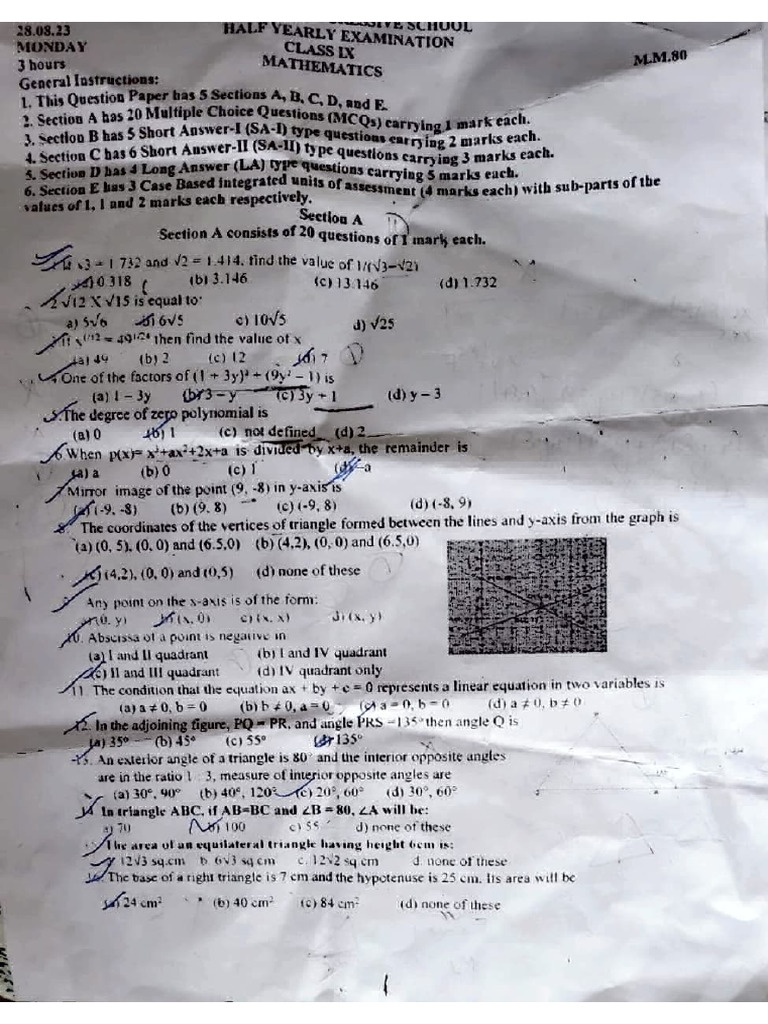 28.08.23
MONDAY
3 hours
SCHOOL
HALF YEARLY EXAMINATION
CLASS IX
MATHEMATICS
M.M.80
General Instructions:
1. This Question Paper has 5 Sections A, B, C, D, and E.
2. Section A has 20 Multiple Choice Questions (MCQs) carrying 1 mark each.
3. Section B has 5 Short Answer-I (SA-I) type questions carrying 2 marks each.
4. Section C has 6 Short Answer-II (SA-II) type questions carrying 3 marks each.
5. Section D has 4 Long Answer (LA) type questions carrying 5 marks each.
6. Section E has 3 Case Based integrated units of assessment (4 marks each) with sub-parts of the
values of 1, 1 and 2 marks each respectively.
Section A
Section A consists of 20 questions of 1 mark each.
√3 = 1.732 and √2 = 1.414, find the value of 1/(√3−√2)
a) 0.318 (b) 3.146 (c) 13.146 (d) 1.732
2 √12 X √15 is equal to:
a) 5√6 b) 6√5 c) 10√5 d) √25
If x^1/12 = 49^1/24 then find the value of x
(a) 49 (b) 2 (c) 12 (d) 7
4. One of the factors of (1 + 3y)² + (9y² − 1) is
(a) 1 − 3y (b) 3 − y (c) 3y + 1 (d) y − 3
5. The degree of zero polynomial is
(a) 0 (b) 1 (c) not defined (d) 2
6. When p(x)= x³+ax²+2x+a is divided by x+a, the remainder is
(a) a (b) 0 (c) 1 (d) -a
7 Mirror image of the point (9, -8) in y-axis is
(a) (-9, -8) (b) (9, 8) (c) (-9, 8) (d) (-8, 9)
8. The coordinates of the vertices of triangle formed between the lines and y-axis from the graph is
(a) (0, 5), (0, 0) and (6.5,0) (b) (4,2), (0, 0) and (6.5,0)
(c) (4,2), (0, 0) and (0,5) (d) none of these
9 Any point on the x-axis is of the form:
a) (0, y) b) (x, 0) c) (x, x) d) (x, y)
10. Abscissa of a point is negative in
(a) I and II quadrant (b) I and IV quadrant
(c) II and III quadrant (d) IV quadrant only
11 The condition that the equation ax + by + c = 0 represents a linear equation in two variables is
(a) a ≠ 0, b = 0 (b) b ≠ 0, a = 0 (c) a = 0, b = 0 (d) a ≠ 0, b ≠ 0
12. In the adjoining figure, PQ = PR, and angle PRS =135° then angle Q is
(a) 35° (b) 45° (c) 55° (d) 135°
13. An exterior angle of a triangle is 80° and the interior opposite angles
are in the ratio 1 : 3, measure of interior opposite angles are
(a) 30°, 90° (b) 40°, 120° (c) 20°, 60° (d) 30°, 60°
14 In triangle ABC, if AB=BC and ∠B = 80, ∠A will be:
a) 70 b) 100 c) 55 d) none of these
The area of an equilateral triangle having height 6cm is:
12√3 sq.cm b. 6√3 sq cm c. 12√2 sq cm d. none of these
16. The base of a right triangle is 7 cm and the hypotenuse is 25 cm. Its area will be
(a) 24 cm² (b) 40 cm² (c) 84 cm² (d) none of these
1